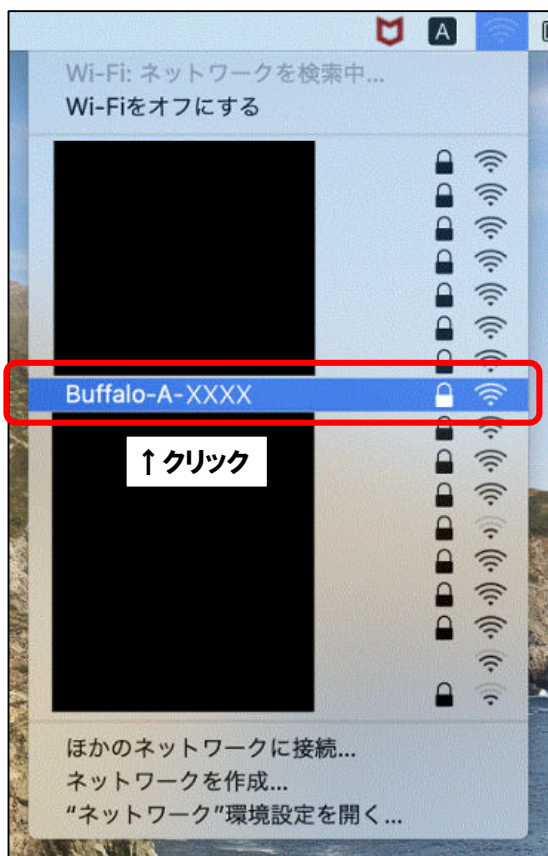 A
Wi-Fi: ネットワークを検索中...
Wi-Fiをオフにする
Buffalo-A-XXXX
↑クリック
ほかのネットワークに接続...
ネットワークを作成...
“ネットワーク”環境設定を開く...